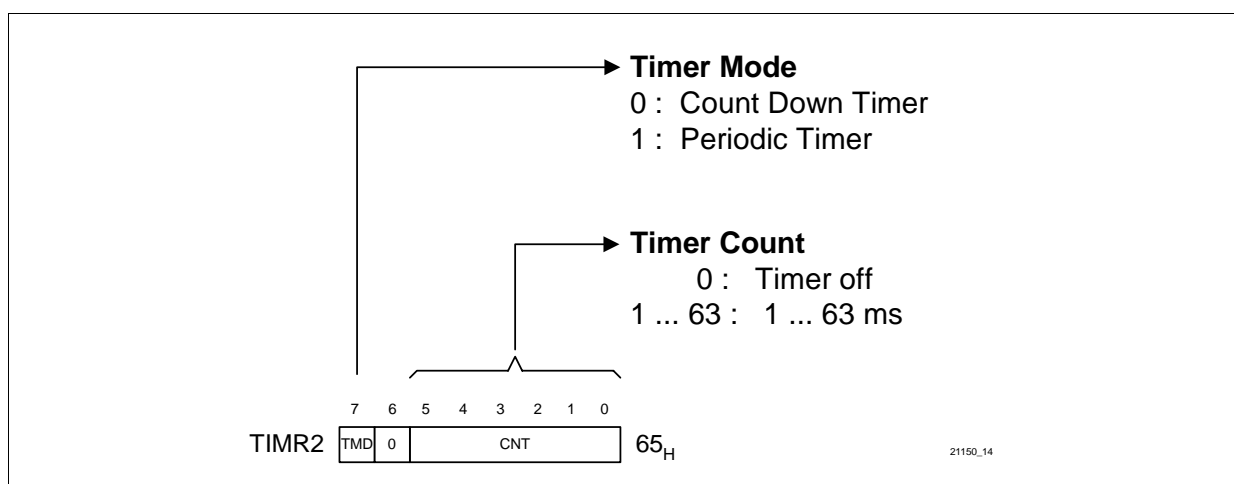 Timer Mode
0 : Count Down Timer
1 : Periodic Timer
Timer Count
0 : Timer off
1 ... 63 : 1 ... 63 ms
7 6 5 4 3 2 1 0
TIMR2 TMD 0 CNT 65H
21150_14